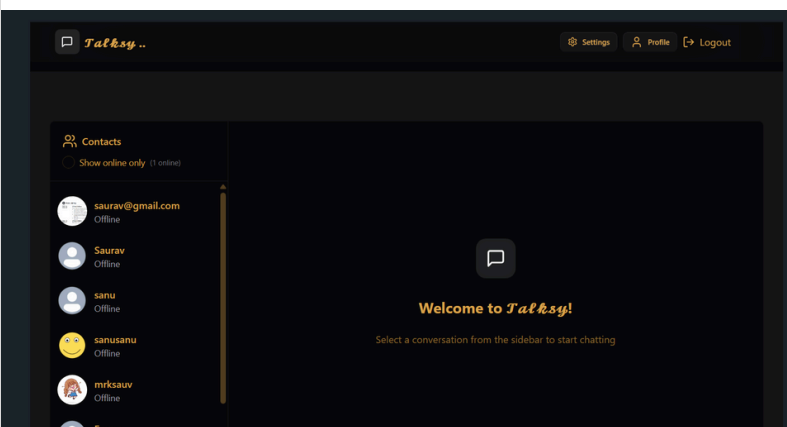 Talksy ..
Settings
Profile
Logout
Contacts
Show online only (1 online)
saurav@gmail.com
Offline
Saurav
Offline
sanu
Offline
sanusanu
Offline
mrksauv
Offline
Welcome to Talksy!
Select a conversation from the sidebar to start chatting